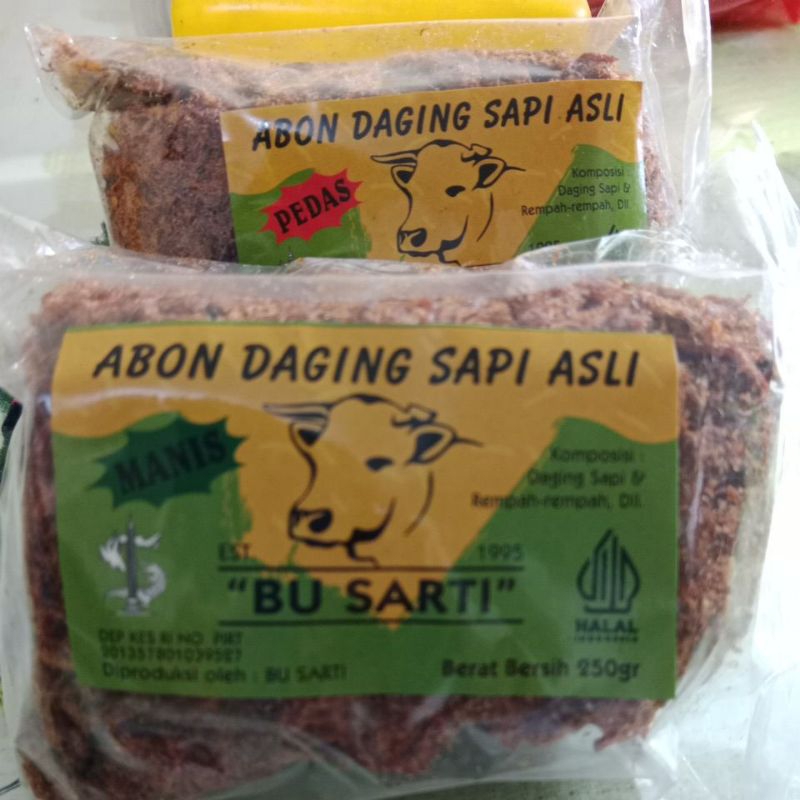 ABON DAGING SAPI ASLI
PEDAS
Komposisi :
Daging Sapi &
Rempah-rempah, Dll.
1995
ABON DAGING SAPI ASLI
MANIS
Komposisi :
Daging Sapi &
Rempah-rempah, Dll.
EST. 1995
"BU SARTI"
HALAL
INDONESIA
DEP KES RI NO PIRT
Diproduksi oleh : BU SARTI
Berat Bersih 250gr